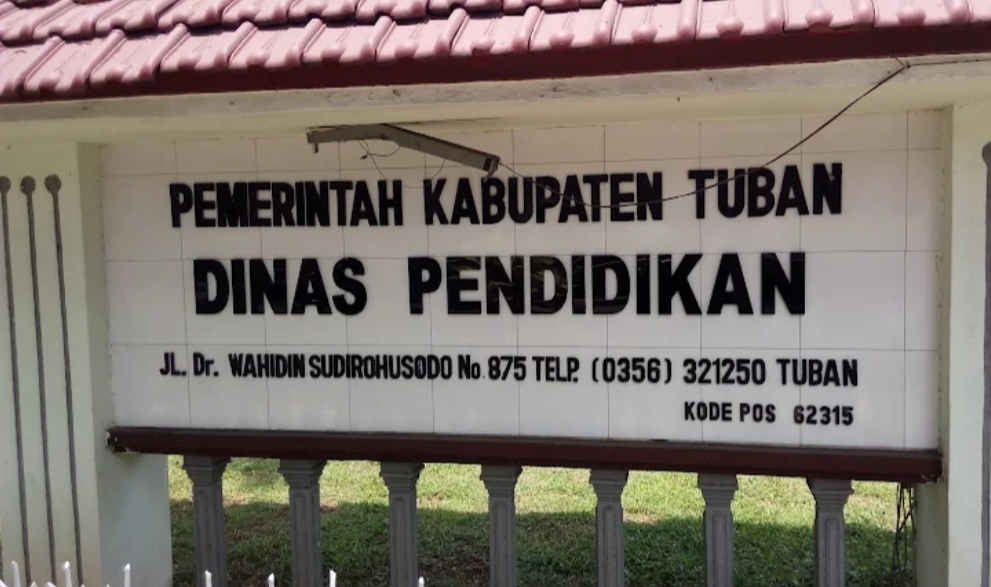 PEMERINTAH KABUPATEN TUBAN
DINAS PENDIDIKAN
JL. Dr. WAHIDIN SUDIROHUSODO No. 875 TELP. (0356) 321250 TUBAN
KODE POS 62315